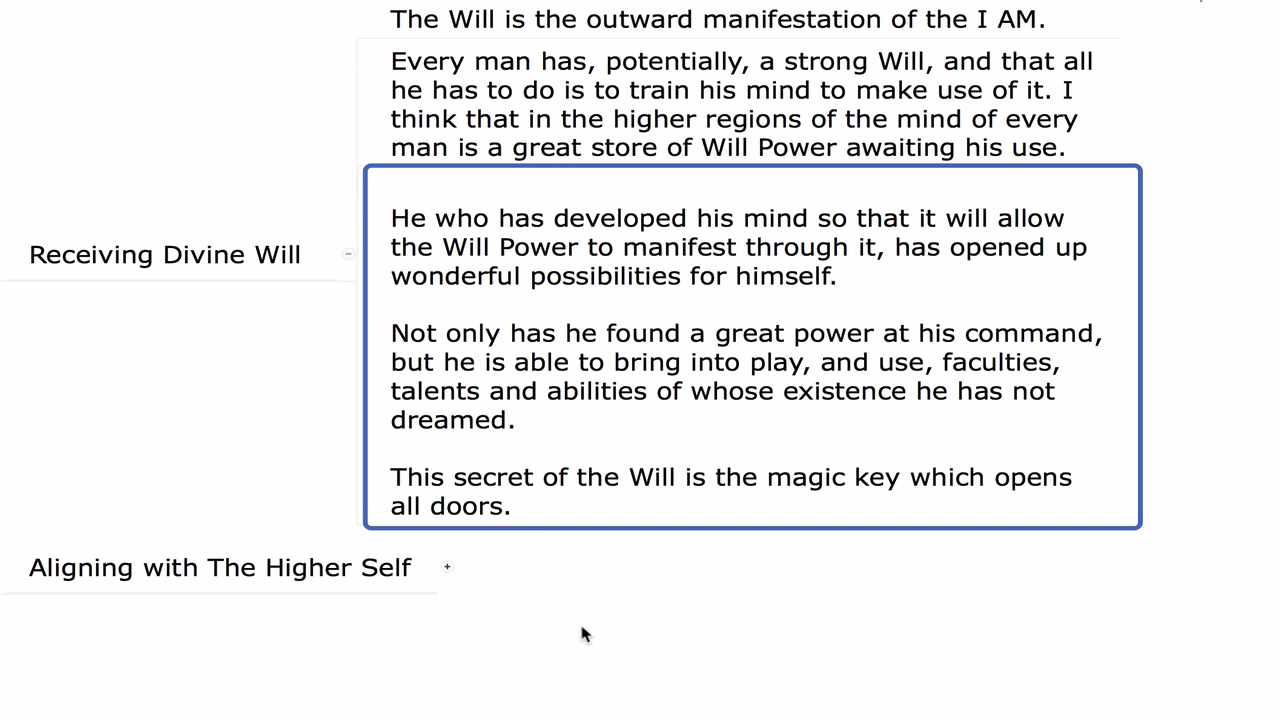 The Will is the outward manifestation of the I AM.
Every man has, potentially, a strong Will, and that all
he has to do is to train his mind to make use of it. I
think that in the higher regions of the mind of every
man is a great store of Will Power awaiting his use.
Receiving Divine Will
He who has developed his mind so that it will allow
the Will Power to manifest through it, has opened up
wonderful possibilities for himself.
Not only has he found a great power at his command,
but he is able to bring into play, and use, faculties,
talents and abilities of whose existence he has not
dreamed.
This secret of the Will is the magic key which opens
all doors.
Aligning with The Higher Self